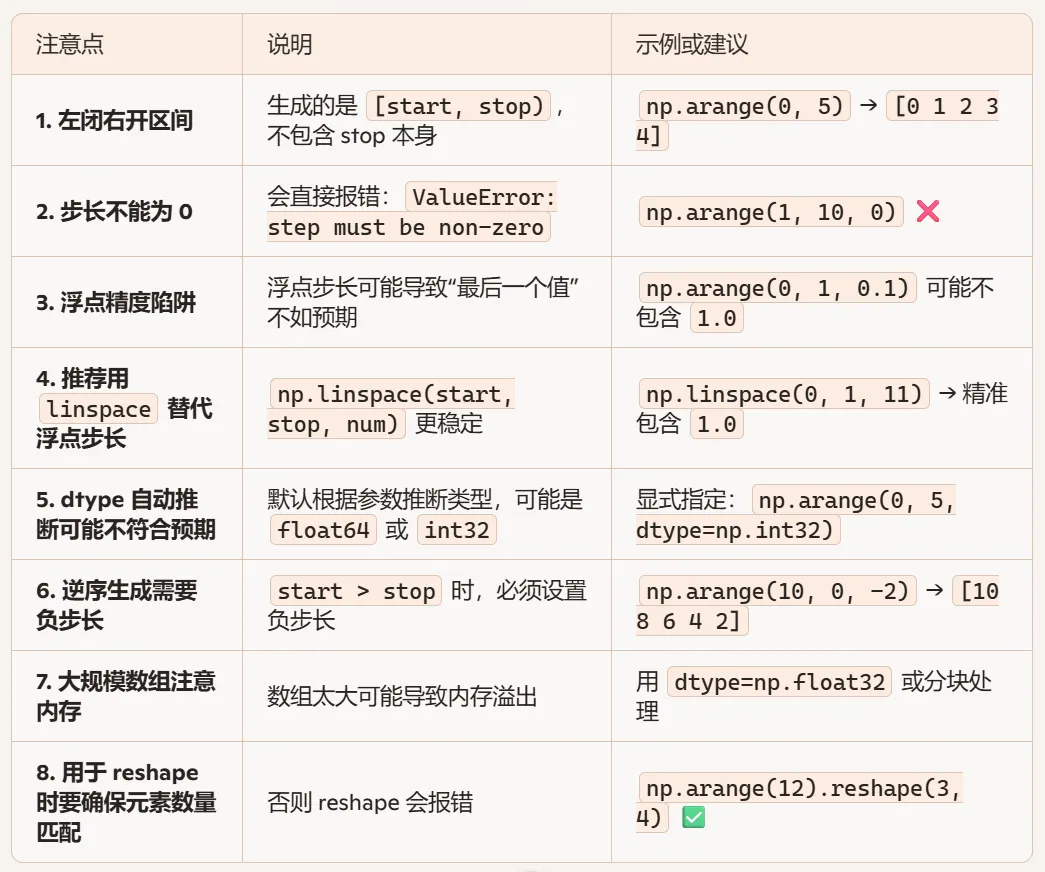 注意点
说明
示例或建议
1. 左闭右开区间
生成的是 [start, stop) ，
不包含 stop 本身
np.arange(0, 5) → [0 1 2 3
4]
2. 步长不能为 0
会直接报错： ValueError:
step must be non-zero
np.arange(1, 10, 0) ❌
3. 浮点精度陷阱
浮点步长可能导致“最后一个值”
不如预期
np.arange(0, 1, 0.1) 可能不
包含 1.0
4. 推荐用
linspace 替代
浮点步长
np.linspace(start,
stop, num) 更稳定
np.linspace(0, 1, 11) → 精准
包含 1.0
5. dtype 自动推
断可能不符合预期
默认根据参数推断类型，可能是
float64 或 int32
显式指定： np.arange(0, 5,
dtype=np.int32)
6. 逆序生成需要
负步长
start > stop 时，必须设置
负步长
np.arange(10, 0, -2) → [10
8 6 4 2]
7. 大规模数组注意
内存
数组太大可能导致内存溢出
用 dtype=np.float32 或分块处
理
8. 用于 reshape
时要确保元素数量
匹配
否则 reshape 会报错
np.arange(12).reshape(3,
4) ✅